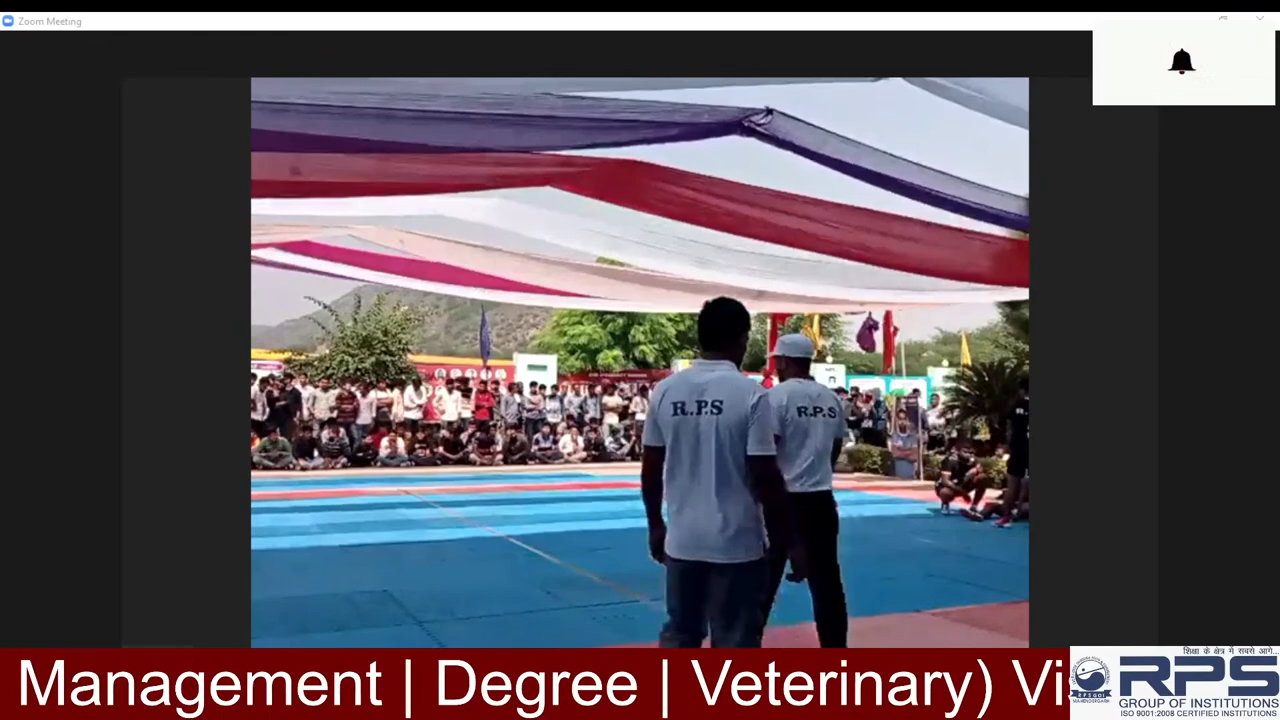 Zoom Meeting
R.P.S
R.P.S
Management | Degree | Veterinary) Vi
शिक्षा के क्षेत्र में सबसे आगे...
RPS
GROUP OF INSTITUTIONS
ISO 9001:2008 CERTIFIED INSTITUTIONS